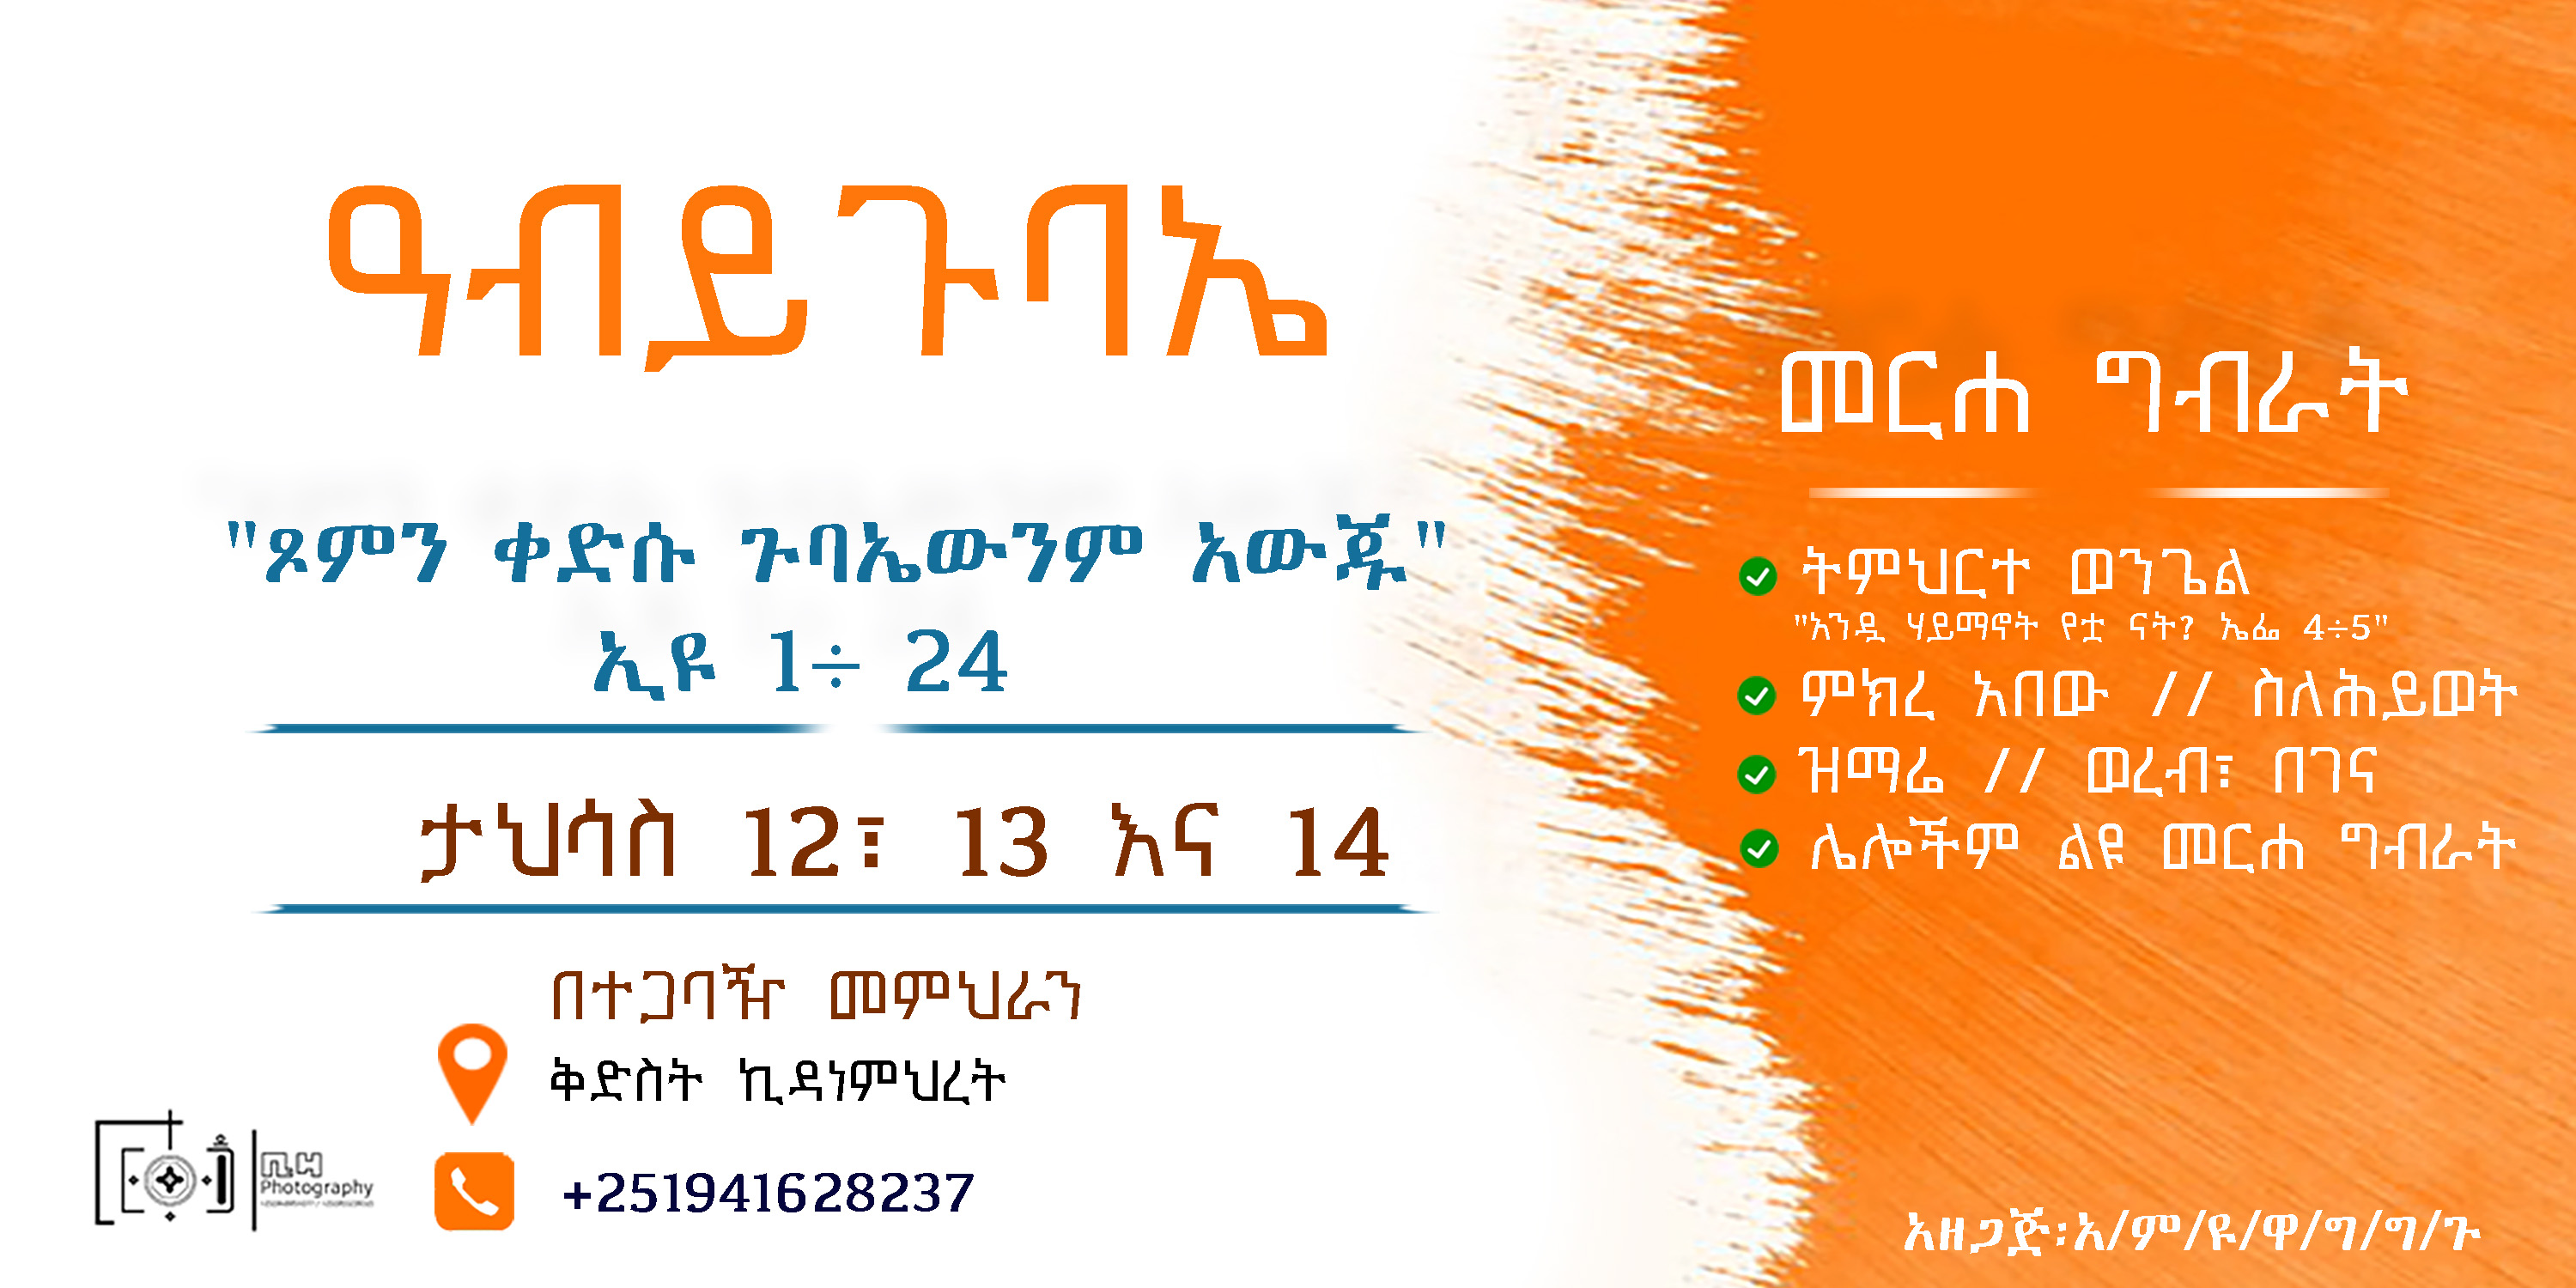 ዓብይጉባኤ
"ጾምን ቀድሱ ጉባኤውንም አውጁ"
ኢዩ 1÷ 24
ታህሳስ 12፣ 13 እና 14
በተጋባዥ መምህራን
ቅድስት ኪዳነምህረት
+251941628237
Photography
መርሐ ግብራት
ትምህርተ ወንጌል
"አንዷ ሃይማኖት የቷ ናት? ኤፌ 4÷5"
ምክረ አበው // ስለሕይወት
ዝማሬ // ወረብ፣ በገና
ሌሎችም ልዩ መርሐ ግብራት
አዘጋጅ፡አ/ም/ዩ/ዋ/ግ/ግ/ጉ